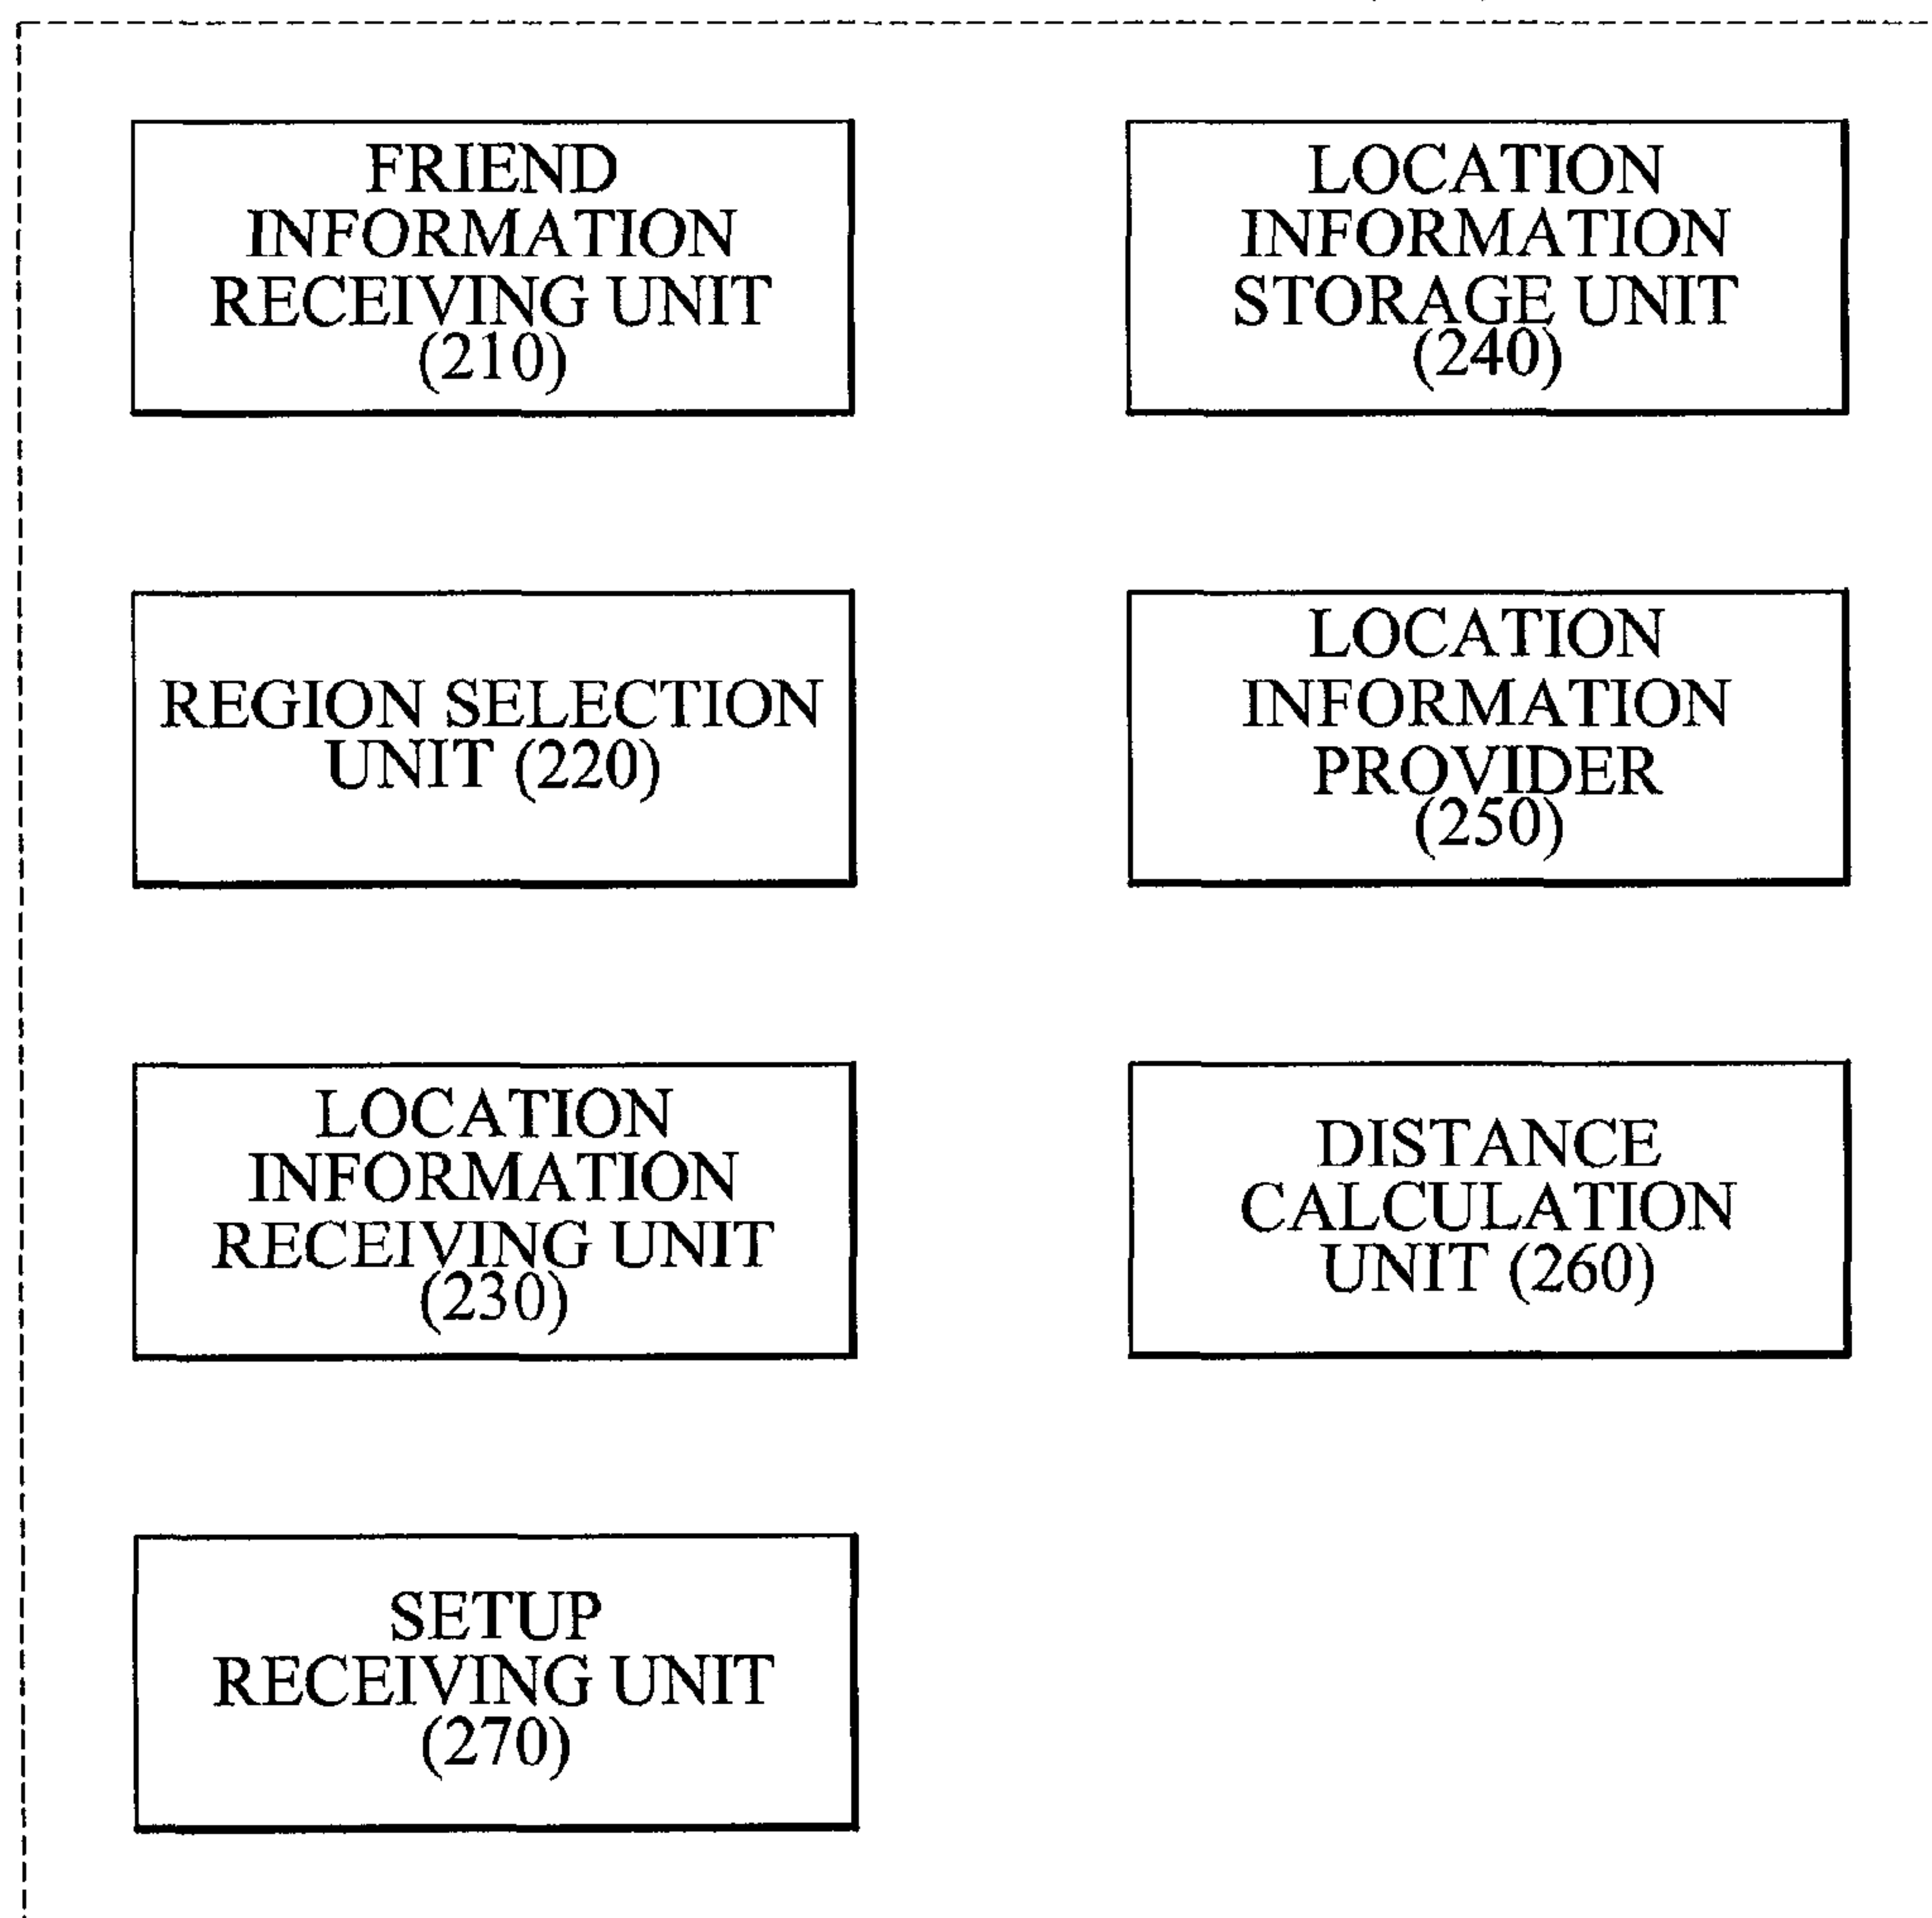 FRIEND
INFORMATION
RECEIVING UNIT
(210)
LOCATION
INFORMATION
STORAGE UNIT
(240)
REGION SELECTION
UNIT (220)
LOCATION
INFORMATION
PROVIDER
(250)
LOCATION
INFORMATION
RECEIVING UNIT
(230)
DISTANCE
CALCULATION
UNIT (260)
SETUP
RECEIVING UNIT
(270)